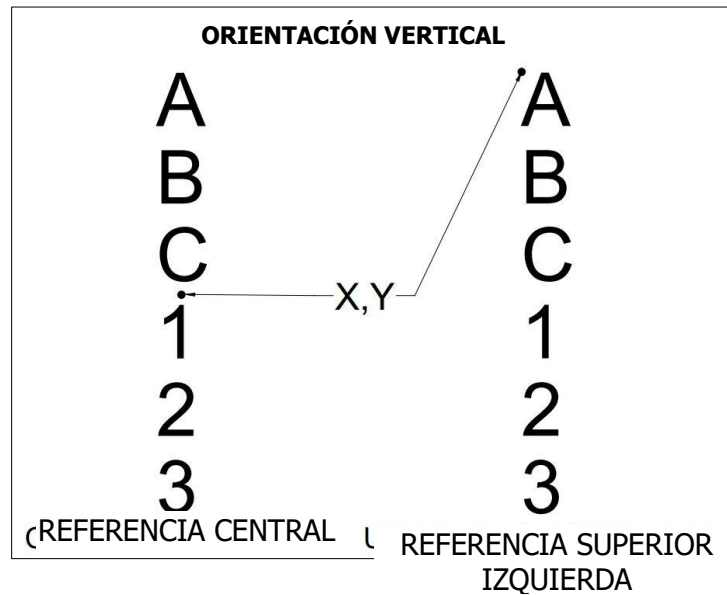 ORIENTACIÓN VERTICAL
A
B
C
1
2
3
X,Y
A
B
C
1
2
3
REFERENCIA CENTRAL
REFERENCIA SUPERIOR
IZQUIERDA